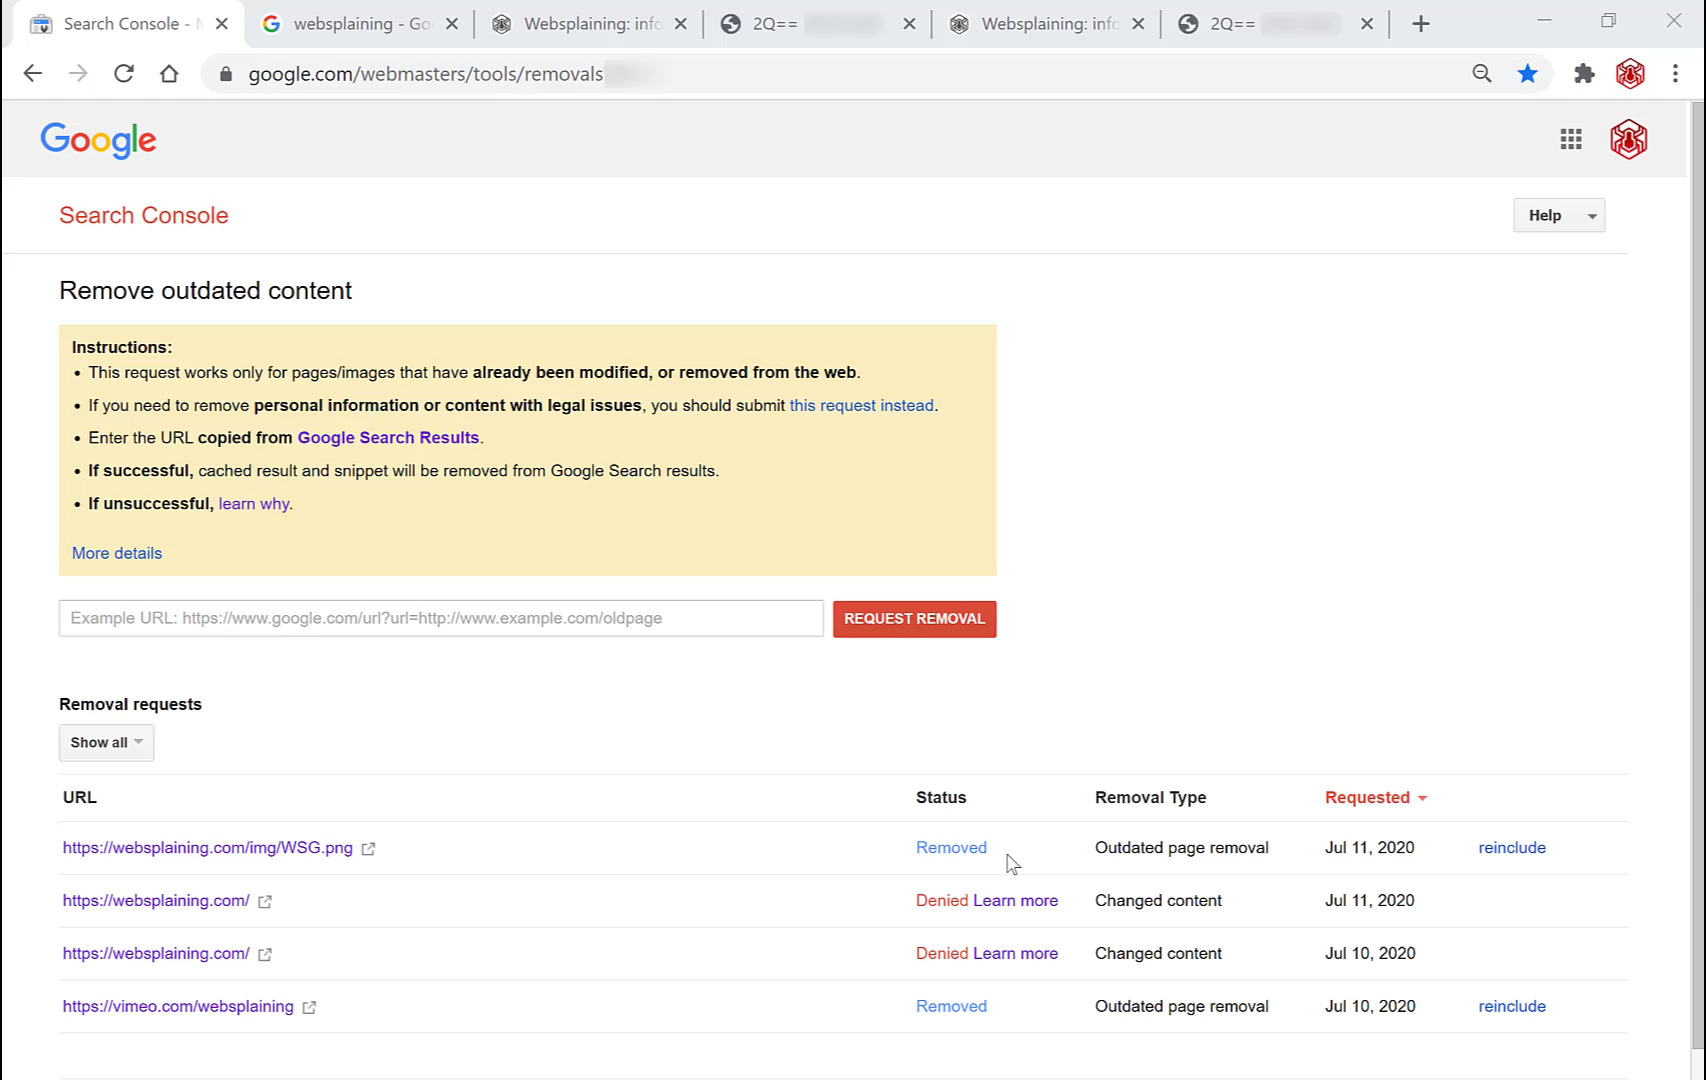 Search Console - websplaining - Go Websplaining: info 2Q== Websplaining: info 2Q==
google.com/webmasters/tools/removals
Google
Search Console
Help
Remove outdated content
Instructions:
• This request works only for pages/images that have already been modified, or removed from the web.
• If you need to remove personal information or content with legal issues, you should submit this request instead.
• Enter the URL copied from Google Search Results.
• If successful, cached result and snippet will be removed from Google Search results.
• If unsuccessful, learn why.
More details
Example URL: https://www.google.com/url?url=http://www.example.com/oldpage REQUEST REMOVAL
Removal requests
Show all
URL Status Removal Type Requested
https://websplaining.com/img/WSG.png Removed Outdated page removal Jul 11, 2020 reinclude
https://websplaining.com/ Denied Learn more Changed content Jul 11, 2020
https://websplaining.com/ Denied Learn more Changed content Jul 10, 2020
https://vimeo.com/websplaining Removed Outdated page removal Jul 10, 2020 reinclude